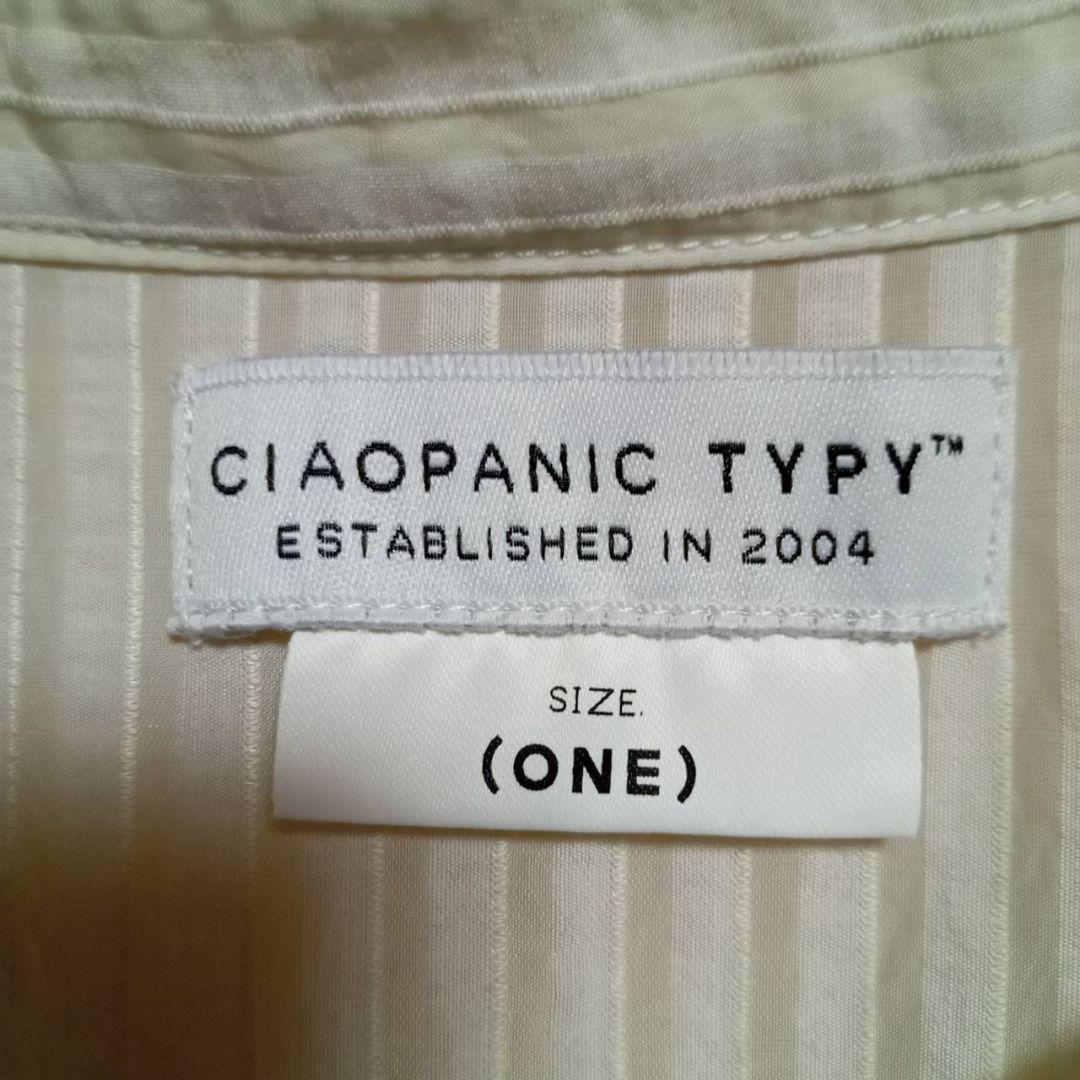 CIAOPANIC TYPY™
ESTABLISHED IN 2004
SIZE.
(ONE)